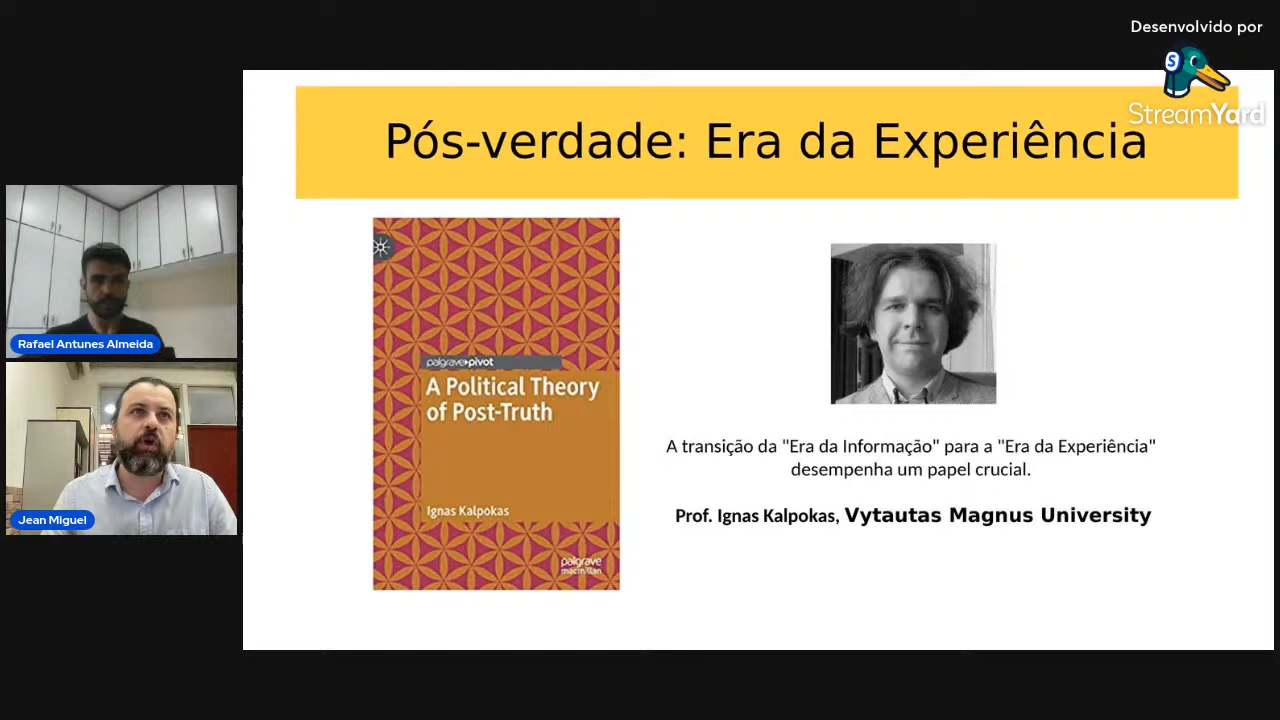 Desenvolvido por
StreamYard
Pós-verdade: Era da Experiência
Rafael Antunes Almeida
Jean Miguel
palgrave pivot
A Political Theory
of Post-Truth
Ignas Kalpokas
palgrave
macmillan
A transição da "Era da Informação" para a "Era da Experiência"
desempenha um papel crucial.
Prof. Ignas Kalpokas, Vytautas Magnus University